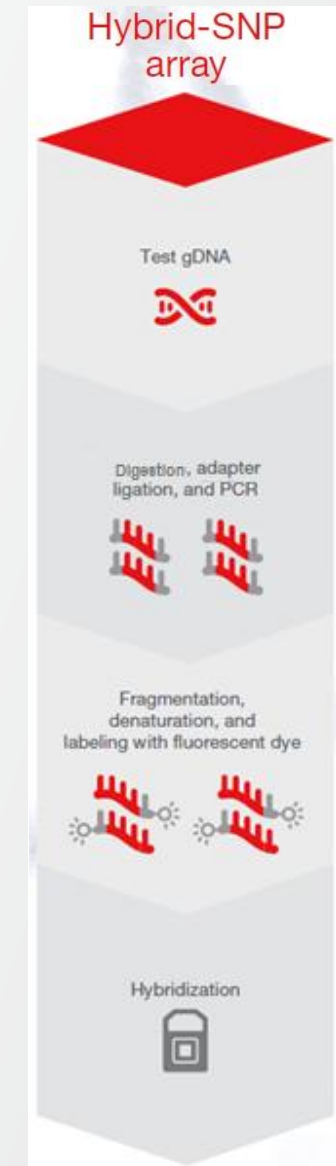 Hybrid-SNP
array
Test gDNA
Digestion, adapter
ligation, and PCR
Fragmentation,
denaturation, and
labeling with fluorescent dye
Hybridization